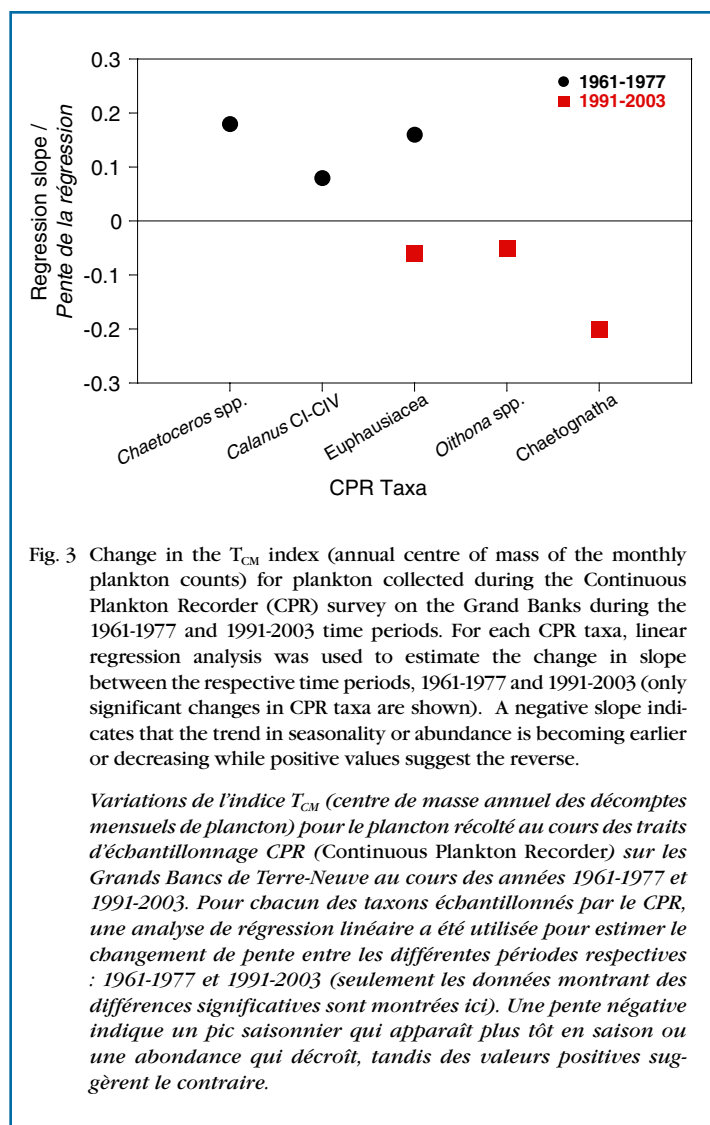 0.3
0.2
0.1
0
-0.1
-0.2
-0.3
Regression slope /
Pente de la régression
1961-1977
1991-2003
Chaetoceros spp.
Calanus CI-CIV
Euphausiacea
Oithona spp.
Chaetognatha
CPR Taxa
Fig. 3 Change in the TCM index (annual centre of mass of the monthly
plankton counts) for plankton collected during the Continuous
Plankton Recorder (CPR) survey on the Grand Banks during the
1961-1977 and 1991-2003 time periods. For each CPR taxa, linear
regression analysis was used to estimate the change in slope
between the respective time periods, 1961-1977 and 1991-2003 (only
significant changes in CPR taxa are shown). A negative slope indi-
cates that the trend in seasonality or abundance is becoming earlier
or decreasing while positive values suggest the reverse.
Variations de l'indice TCM (centre de masse annuel des décomptes
mensuels de plancton) pour le plancton récolté au cours des traits
d'échantillonnage CPR (Continuous Plankton Recorder) sur les
Grands Bancs de Terre-Neuve au cours des années 1961-1977 et
1991-2003. Pour chacun des taxons échantillonnés par le CPR,
une analyse de régression linéaire a été utilisée pour estimer le
changement de pente entre les différentes périodes respectives
: 1961-1977 et 1991-2003 (seulement les données montrant des
différences significatives sont montrées ici). Une pente négative
indique un pic saisonnier qui apparaît plus tôt en saison ou
une abondance qui décroît, tandis des valeurs positives sug-
gèrent le contraire.